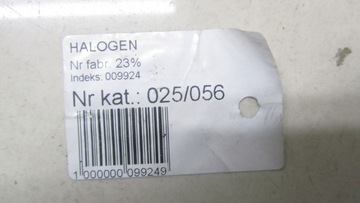 HALOGEN
Nr fabr. 23%
Indeks: 009924
Nr kat.: 025/056
1 000000 099249